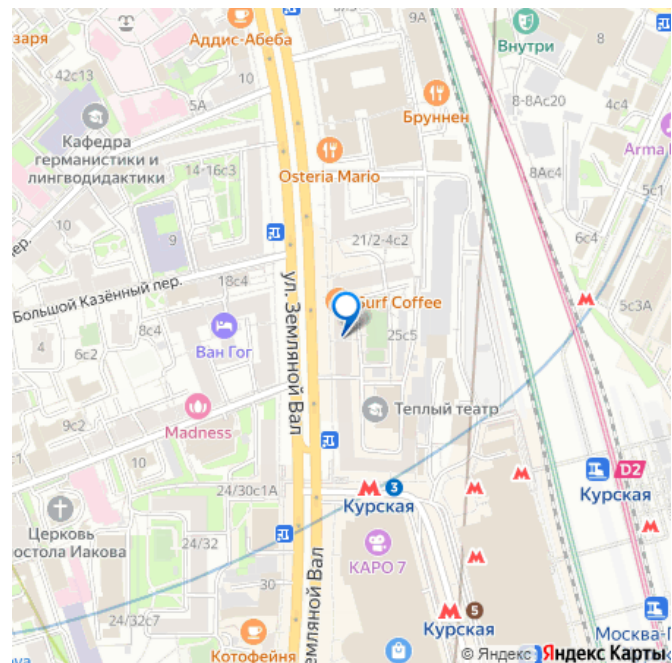 заря
Аддис-Абеба
9А
Внутри
8
42с13
10
5А
Бруннен
8-8Ас20
4с4
Кафедра
германистики и
лингводидактики
14-16с3
Osteria Mario
8Ас4
Arma
5с1
10
9
21/2-4с2
6с4
пер.
Большой Казённый пер.
18с4
ул. Земляной Вал
Surf Coffee
5с3А
8с4
4
6с2
Ван Гог
25с5
9с2
Madness
Теплый театр
10
24/30с1А
3
Курская
D2
Курская
Церковь
постола Иакова
24/32
КАРО 7
30
Земляной Вал
24/32с7
5
Курская
Москва-П
Котофейня
© Яндекс
Яндекс Карты